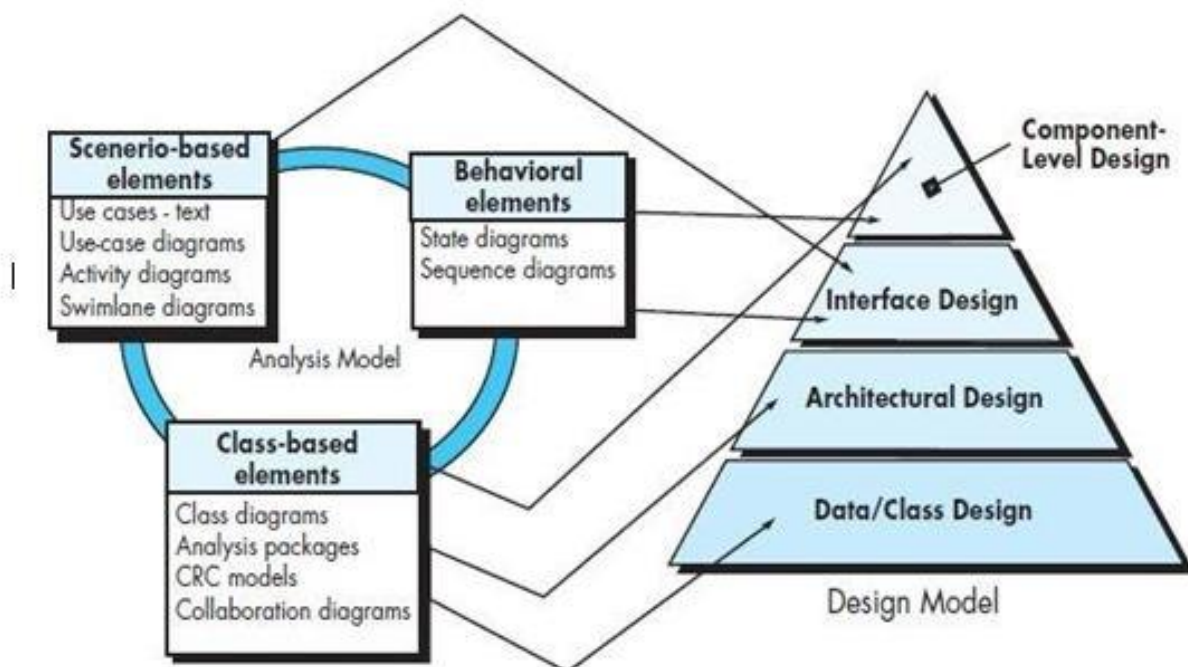 Scenerio-based
elements
Use cases - text
Use-case diagrams
Activity diagrams
Swimlane diagrams
Behavioral
elements
State diagrams
Sequence diagrams
Analysis Model
Class-based
elements
Class diagrams
Analysis packages
CRC models
Collaboration diagrams
Component-
Level Design
Interface Design
Architectural Design
Data/Class Design
Design Model